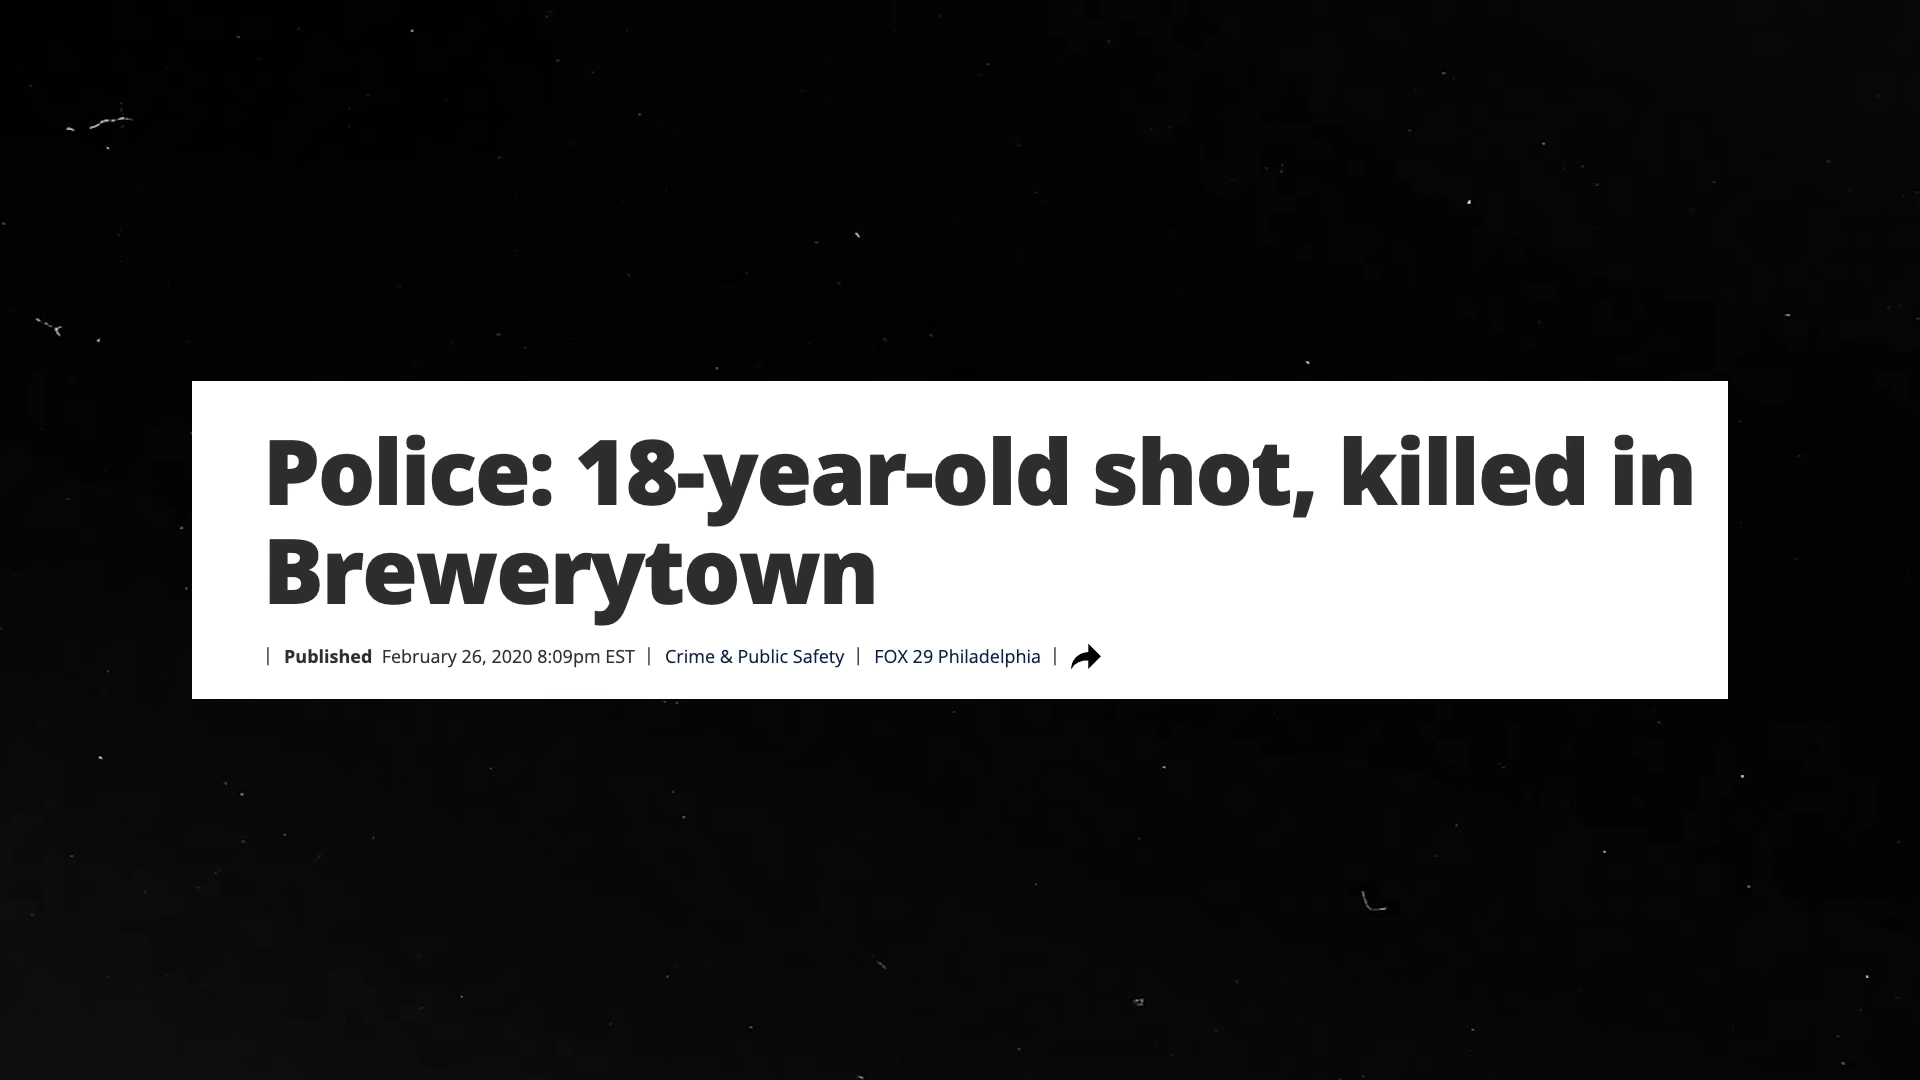 Police: 18-year-old shot, killed in
Brewerytown
| Published February 26, 2020 8:09pm EST | Crime & Public Safety | FOX 29 Philadelphia |